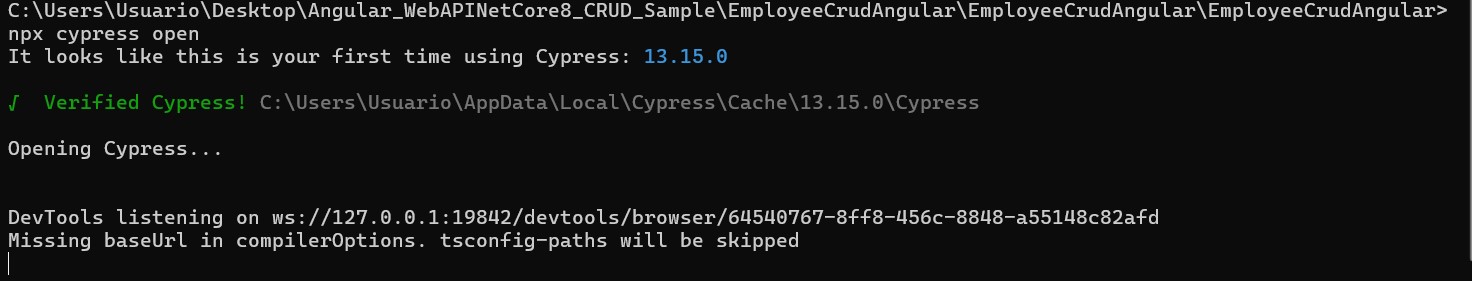 C:\Users\Usuario\Desktop\Angular_WebAPINetCore8_CRUD_Sample\EmployeeCrudAngular\EmployeeCrudAngular\EmployeeCrudAngular>
npx cypress open
It looks like this is your first time using Cypress: 13.15.0
√  Verified Cypress! C:\Users\Usuario\AppData\Local\Cypress\Cache\13.15.0\Cypress
Opening Cypress...
DevTools listening on ws://127.0.0.1:19842/devtools/browser/64540767-8ff8-456c-8848-a55148c82afd
Missing baseUrl in compilerOptions. tsconfig-paths will be skipped